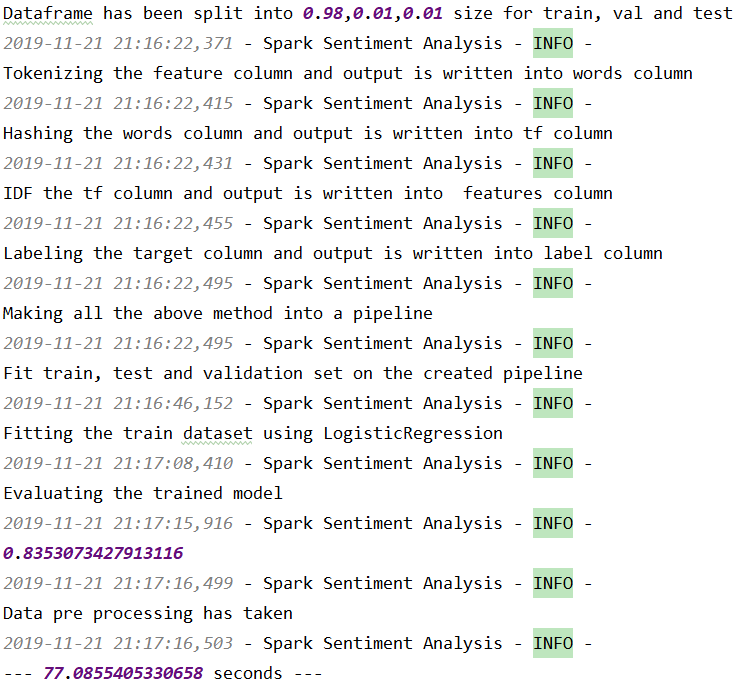 Dataframe has been split into 0.98,0.01,0.01 size for train, val and test
2019-11-21 21:16:22,371 - Spark Sentiment Analysis - INFO -
Tokenizing the feature column and output is written into words column
2019-11-21 21:16:22,415 - Spark Sentiment Analysis - INFO -
Hashing the words column and output is written into tf column
2019-11-21 21:16:22,431 - Spark Sentiment Analysis - INFO -
IDF the tf column and output is written into  features column
2019-11-21 21:16:22,455 - Spark Sentiment Analysis - INFO -
Labeling the target column and output is written into label column
2019-11-21 21:16:22,495 - Spark Sentiment Analysis - INFO -
Making all the above method into a pipeline
2019-11-21 21:16:22,495 - Spark Sentiment Analysis - INFO -
Fit train, test and validation set on the created pipeline
2019-11-21 21:16:46,152 - Spark Sentiment Analysis - INFO -
Fitting the train dataset using LogisticRegression
2019-11-21 21:17:08,410 - Spark Sentiment Analysis - INFO -
Evaluating the trained model
2019-11-21 21:17:15,916 - Spark Sentiment Analysis - INFO -
0.8353073427913116
2019-11-21 21:17:16,499 - Spark Sentiment Analysis - INFO -
Data pre processing has taken
2019-11-21 21:17:16,503 - Spark Sentiment Analysis - INFO -
--- 77.0855405330658 seconds ---